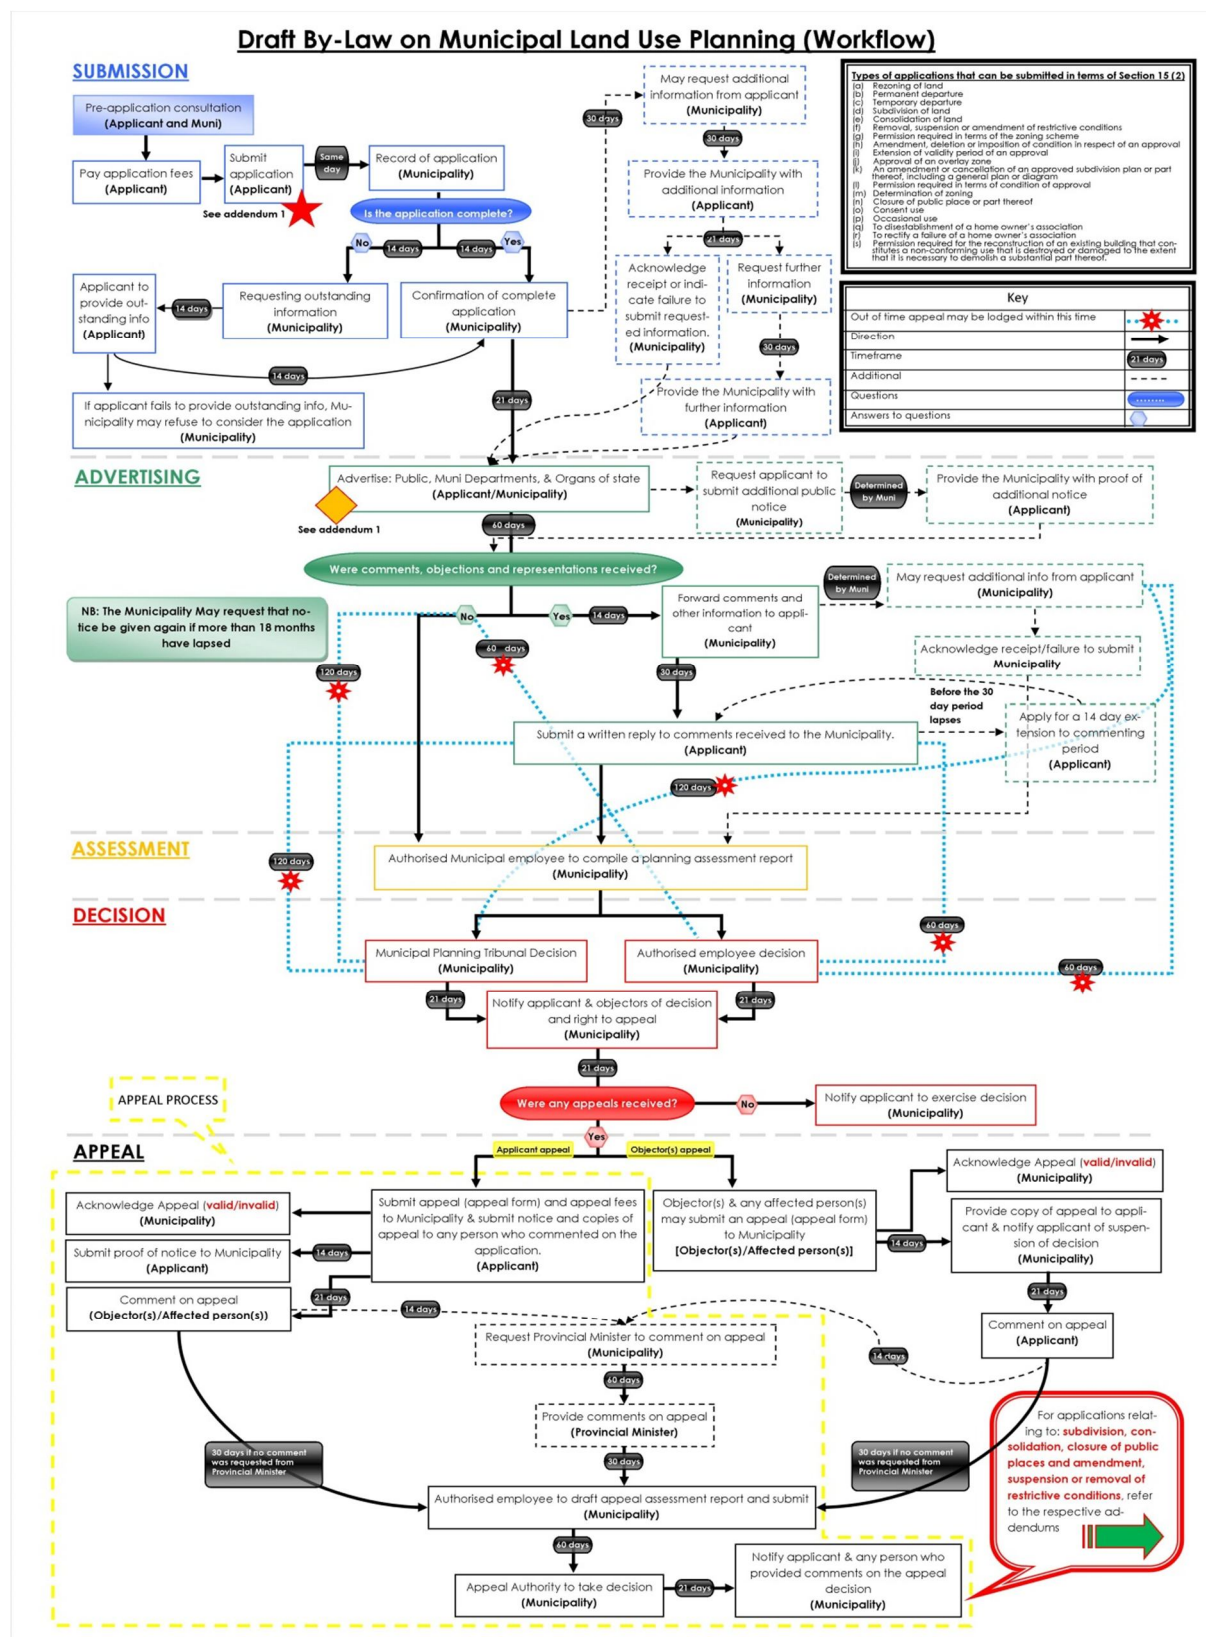 Draft By-Law on Municipal Land Use Planning (Workflow)
SUBMISSION
Pre-application consultation
(Applicant and Muni)
Pay application fees
(Applicant)
Submit
application
(Applicant)
See addendum 1
Same
day
Record of application
(Municipality)
Is the application complete?
No
14 days
14 days
Yes
Applicant to
provide out-
standing info
(Applicant)
14 days
Requesting outstanding
information
(Municipality)
Confirmation of complete
application
(Municipality)
14 days
If applicant fails to provide outstanding info, Mu-
nicipality may refuse to consider the application
(Municipality)
21 days
30 days
May request additional
information from applicant
(Municipality)
30 days
Provide the Municipality with
additional information
(Applicant)
21 days
Acknowledge
receipt or indi-
cate failure to
submit request-
ed information.
(Municipality)
Request further
information
(Municipality)
30 days
Provide the Municipality with
further information
(Applicant)
Types of applications that can be submitted in terms of Section 15 (2)
(a) Rezoning of land
(b) Permanent departure
(c) Temporary departure
(d) Subdivision of land
(e) Consolidation of land
(f) Removal, suspension or amendment of restrictive conditions
(g) Permission required in terms of the zoning scheme
(h) Amendment, deletion or imposition of condition in respect of an approval
(i) Extension of validity period of an approval
(j) Approval of an overlay zone
(k) An amendment or cancellation of an approved subdivision plan or part
thereof, including a general plan or diagram
(l) Permission required in terms of condition of approval
(m) Determination of zoning
(n) Closure of public place or part thereof
(o) Consent use
(p) Occasional use
(q) To disestablishment of a home owner's association
(r) To rectify a failure of a home owner's association
(s) Permission required for the reconstruction of an existing building that con-
stitutes a non-conforming use that is destroyed or damaged to the extent
that it is necessary to demolish a substantial part thereof.
Key
Out of time appeal may be lodged within this time
Direction
Timeframe
21 days
Additional
Questions
........
Answers to questions
ADVERTISING
Advertise: Public, Muni Departments, & Organs of state
(Applicant/Municipality)
See addendum 1
60 days
Request applicant to
submit additional public
notice
(Municipality)
Determined
by Muni
Provide the Municipality with proof of
additional notice
(Applicant)
Were comments, objections and representations received?
NB: The Municipality May request that no-
tice be given again if more than 18 months
have lapsed
No
Yes
14 days
Forward comments and
other information to appli-
cant
(Municipality)
Determined
by Muni
May request additional info from applicant
(Municipality)
Acknowledge receipt/failure to submit
Municipality
120 days
60 days
30 days
Before the 30
day period
lapses
Apply for a 14 day ex-
tension to commenting
period
(Applicant)
Submit a written reply to comments received to the Municipality.
(Applicant)
120 days
ASSESSMENT
120 days
Authorised Municipal employee to compile a planning assessment report
(Municipality)
DECISION
60 days
60 days
Municipal Planning Tribunal Decision
(Municipality)
Authorised employee decision
(Municipality)
21 days
21 days
Notify applicant & objectors of decision
and right to appeal
(Municipality)
21 days
Were any appeals received?
No
Notify applicant to exercise decision
(Municipality)
APPEAL PROCESS
Yes
APPEAL
Applicant appeal
Objector(s) appeal
Acknowledge Appeal (valid/invalid)
(Municipality)
Submit proof of notice to Municipality
(Applicant)
14 days
Comment on appeal
(Objector(s)/Affected person(s))
21 days
Submit appeal (appeal form) and appeal fees
to Municipality & submit notice and copies of
appeal to any person who commented on the
application.
(Applicant)
Objector(s) & any affected person(s)
may submit an appeal (appeal form)
to Municipality
[Objector(s)/Affected person(s)]
Acknowledge Appeal (valid/invalid)
(Municipality)
14 days
Provide copy of appeal to appli-
cant & notify applicant of suspen-
sion of decision
(Municipality)
21 days
Comment on appeal
(Applicant)
14 days
14 days
Request Provincial Minister to comment on appeal
(Municipality)
60 days
Provide comments on appeal
(Provincial Minister)
30 days
30 days if no comment
was requested from
Provincial Minister
30 days if no comment
was requested from
Provincial Minister
Authorised employee to draft appeal assessment report and submit
(Municipality)
60 days
Appeal Authority to take decision
(Municipality)
21 days
Notify applicant & any person who
provided comments on the appeal
decision
(Municipality)
For applications relat-
ing to: subdivision, con-
solidation, closure of public
places and amendment,
suspension or removal of
restrictive conditions, refer
to the respective ad-
dendums